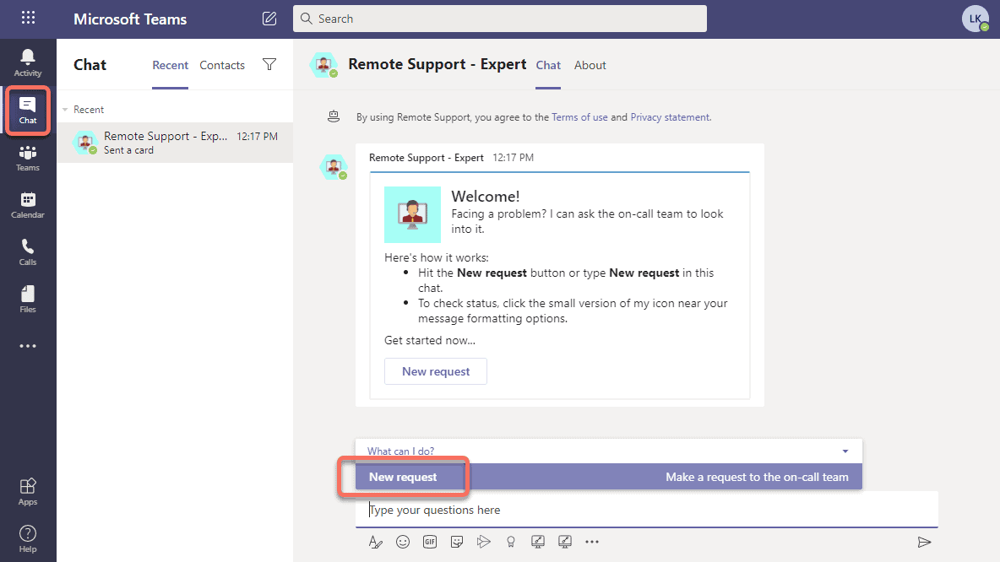 Microsoft Teams
Search
LK
Activity
Chat
Teams
Calendar
Calls
Files
Apps
Help
Chat
Recent
Contacts
Recent
Remote Support - Exp...
12:17 PM
Sent a card
Remote Support - Expert
Chat
About
By using Remote Support, you agree to the Terms of use and Privacy statement.
Remote Support - Expert 12:17 PM
Welcome!
Facing a problem? I can ask the on-call team to look
into it.
Here's how it works:
• Hit the New request button or type New request in this
chat.
• To check status, click the small version of my icon near your
message formatting options.
Get started now...
New request
What can I do?
New request
Make a request to the on-call team
Type your questions here
GIF